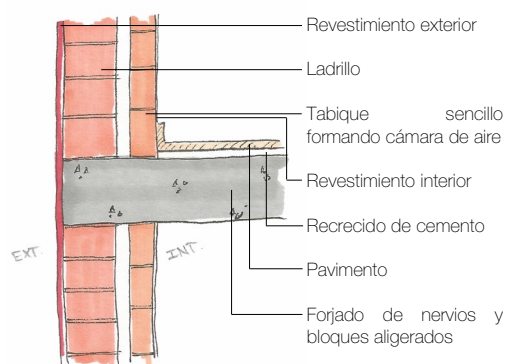 Revestimiento exterior
Ladrillo
Tabique sencillo
formando cámara de aire
Revestimiento interior
Recrecido de cemento
Pavimento
Forjado de nervios y
bloques aligerados
EXT.
INT.